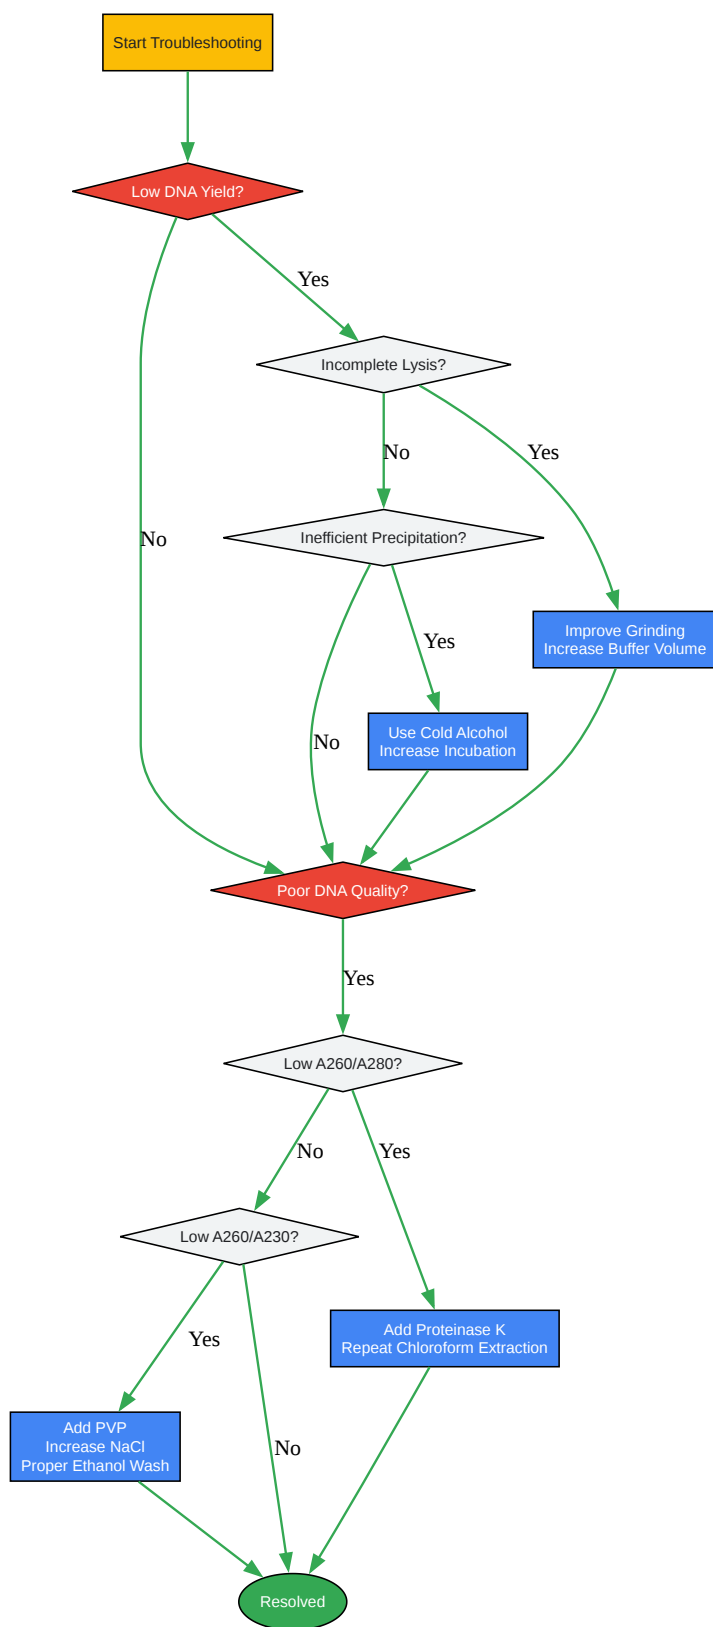 Start Troubleshooting
Low DNA Yield?
Yes
Incomplete Lysis?
No
Yes
No
Inefficient Precipitation?
Improve Grinding
Increase Buffer Volume
Yes
Use Cold Alcohol
Increase Incubation
No
Poor DNA Quality?
Yes
Low A260/A280?
No
Yes
Low A260/A230?
Add Proteinase K
Repeat Chloroform Extraction
Yes
Add PVP
Increase NaCl
Proper Ethanol Wash
No
Resolved